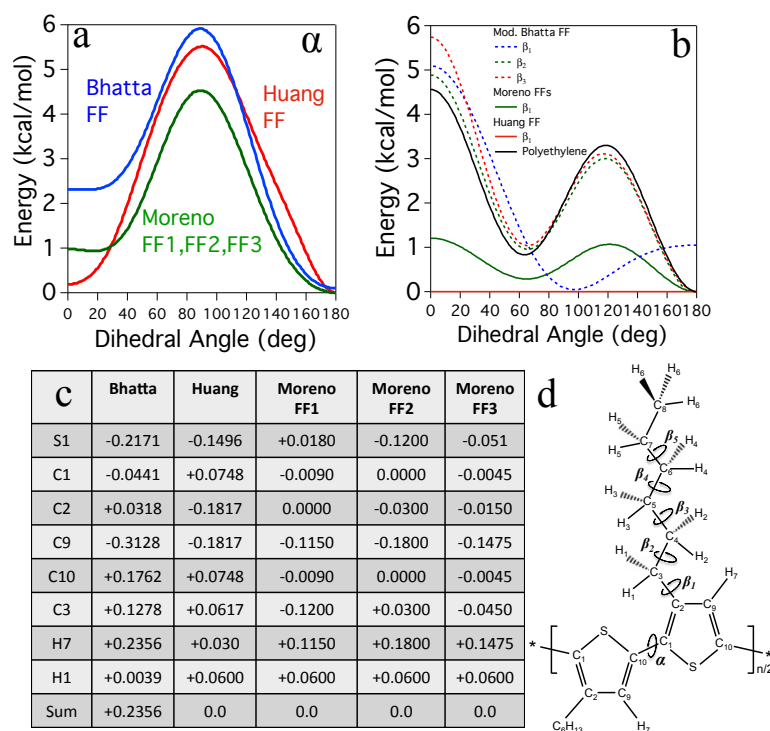 a
α
Bhatta
FF
Huang
FF
Moreno
FF1,FF2,FF3
Energy (kcal/mol)
6
5
4
3
2
1
0
0 20 40 60 80 100 120 140 160 180
Dihedral Angle (deg)
b
Mod. Bhatta FF
β1
β2
β3
Moreno FFs
β1
Huang FF
β1
Polyethylene
Energy (kcal/mol)
6
5
4
3
2
1
0
0 20 40 60 80 100 120 140 160 180
Dihedral Angle (deg)
c Bhatta Huang Moreno FF1 Moreno FF2 Moreno FF3
S1 -0.2171 -0.1496 +0.0180 -0.1200 -0.051
C1 -0.0441 +0.0748 -0.0090 0.0000 -0.0045
C2 +0.0318 -0.1817 0.0000 -0.0300 -0.0150
C9 -0.3128 -0.1817 -0.1150 -0.1800 -0.1475
C10 +0.1762 +0.0748 -0.0090 0.0000 -0.0045
C3 +0.1278 +0.0617 -0.1200 +0.0300 -0.0450
H7 +0.2356 +0.030 +0.1150 +0.1800 +0.1475
H1 +0.0039 +0.0600 +0.0600 +0.0600 +0.0600
Sum +0.2356 0.0 0.0 0.0 0.0
d
H6 H6
C8 H6
H5 β5
H5 C7 H4
β4 C6 H4
H3 C5 β3 H2
H3 C4
β2 H2
H1 C3 H7
H1 β1
C2 C9
* S C1 C10 *
C1 C10 α S n/2
C2 C9
C6H13 H7